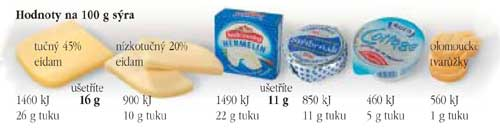 Hodnoty na 100 g sýra
tučný 45%
eidam
nízkotučný 20%
eidam
HERMELÍN
Cottage
olomoucké
tvarůžky
ušetříte
16 g
ušetříte
11 g
1460 kJ
26 g tuku
900 kJ
10 g tuku
1490 kJ
22 g tuku
850 kJ
11 g tuku
460 kJ
5 g tuku
560 kJ
1 g tuku